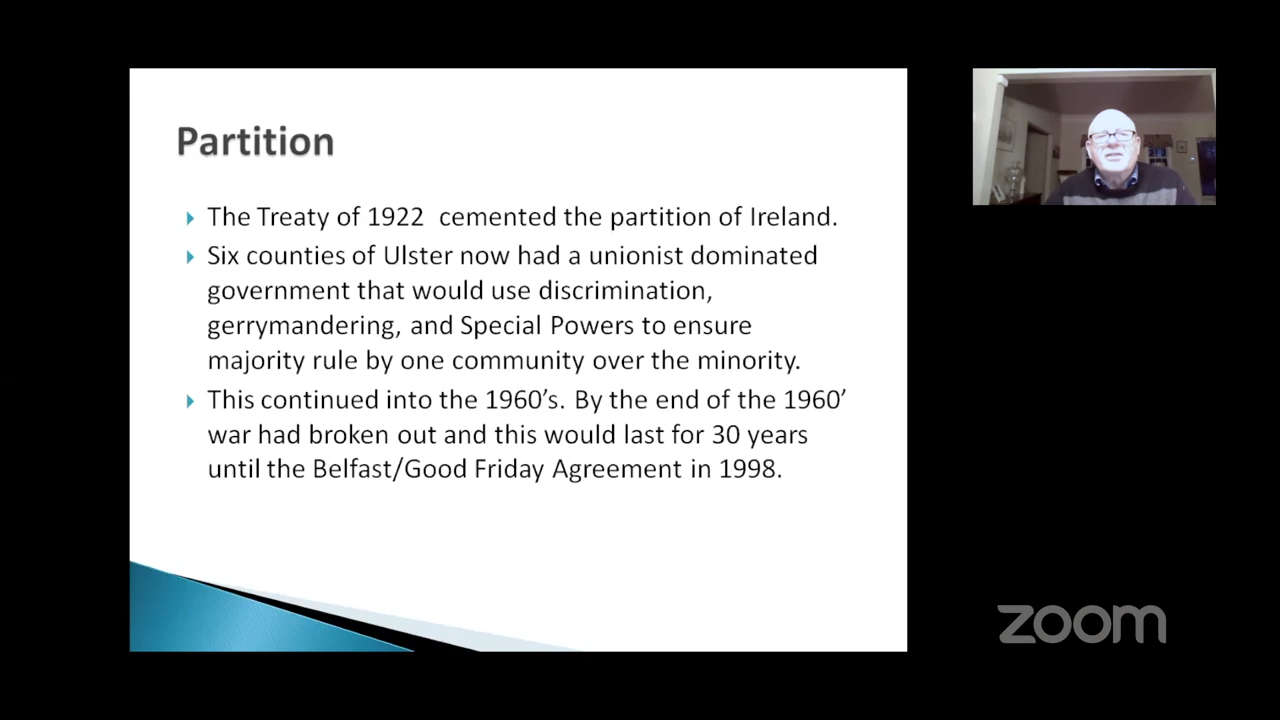 Partition
The Treaty of 1922  cemented the partition of Ireland.
Six counties of Ulster now had a unionist dominated
government that would use discrimination,
gerrymandering, and Special Powers to ensure
majority rule by one community over the minority.
This continued into the 1960’s. By the end of the 1960’
war had broken out and this would last for 30 years
until the Belfast/Good Friday Agreement in 1998.
zoom